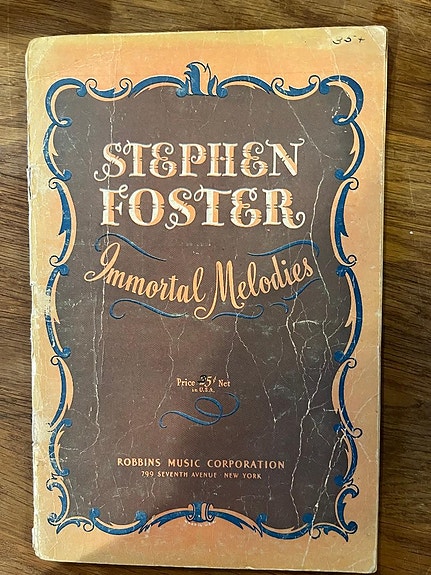 STEPHEN
FOSTER
Immortal Melodies
Price 25¢ Net
in U.S.A.
ROBBINS MUSIC CORPORATION
799 SEVENTH AVENUE NEW YORK